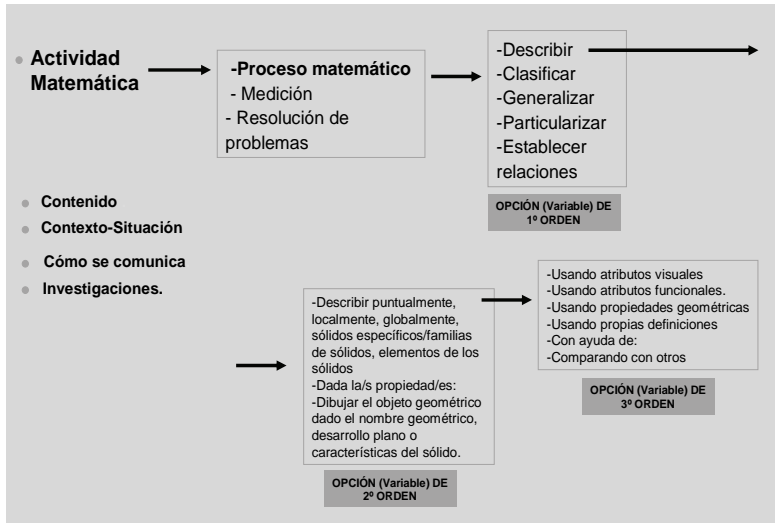 Actividad
Matemática
-Proceso matemático
- Medición
- Resolución de
problemas
-Describir
-Clasificar
-Generalizar
-Particularizar
-Establecer
relaciones
OPCIÓN (Variable) DE
1º ORDEN
Contenido
Contexto-Situación
Cómo se comunica
Investigaciones.
-Describir puntualmente,
localmente, globalmente,
sólidos específicos/familias
de sólidos, elementos de los
sólidos
-Dada la/s propiedad/es:
-Dibujar el objeto geométrico
dado el nombre geométrico,
desarrollo plano o
características del sólido.
OPCIÓN (Variable) DE
2º ORDEN
-Usando atributos visuales
-Usando atributos funcionales.
-Usando propiedades geométricas
-Usando propias definiciones
-Con ayuda de:
-Comparando con otros
OPCIÓN (Variable) DE
3º ORDEN